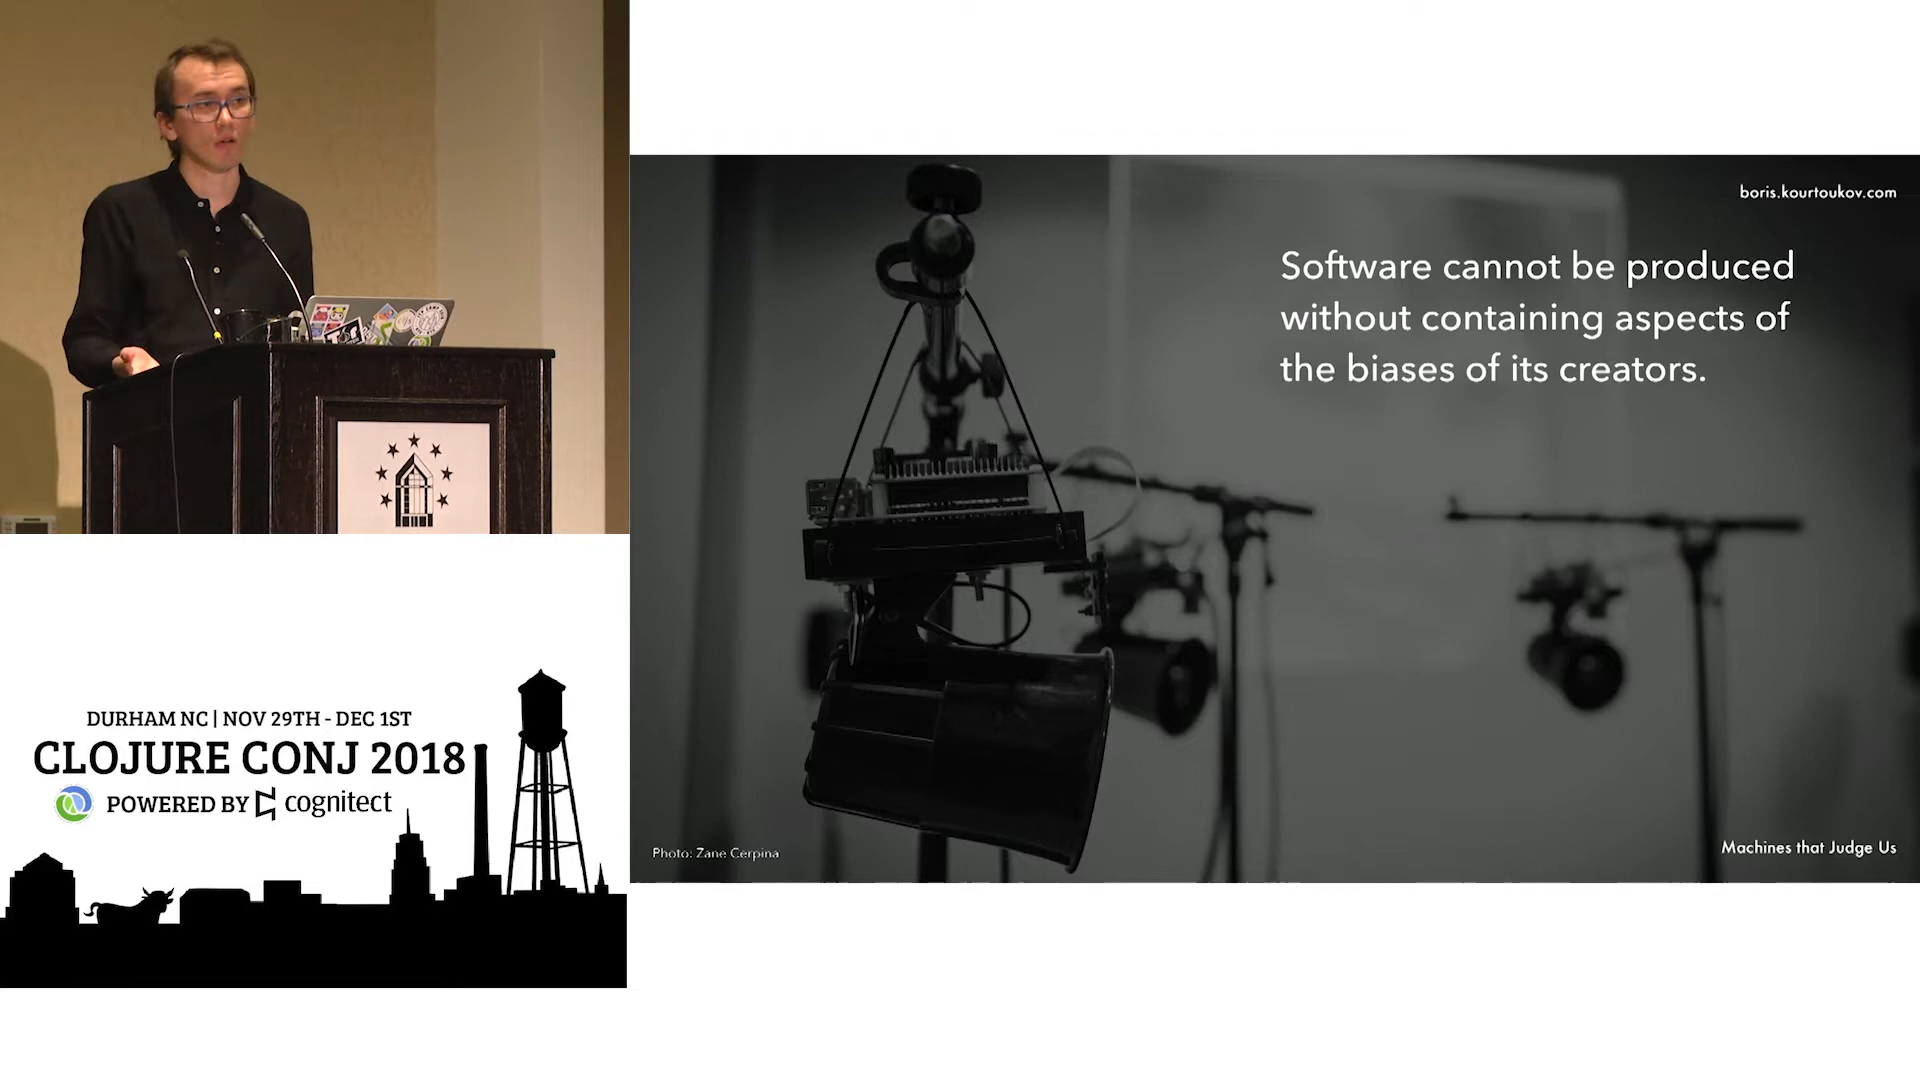 boris.kourtoukov.com
Software cannot be produced
without containing aspects of
the biases of its creators.
Photo: Zane Cerpina
Machines that Judge Us
DURHAM NC | NOV 29TH - DEC 1ST
CLOJURE CONJ 2018
POWERED BY cognitect